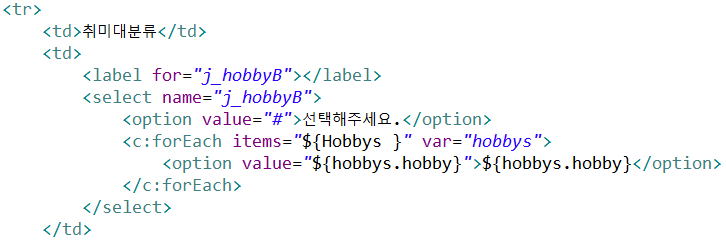 <tr>
    <td>취미대분류</td>
    <td>
        <label for="j_hobbyB"></label>
        <select name="j_hobbyB">
            <option value="#">선택해주세요.</option>
            <c:forEach items="${Hobbys }" var="hobbys">
                <option value="${hobbys.hobby}">${hobbys.hobby}</option>
            </c:forEach>
        </select>
    </td>